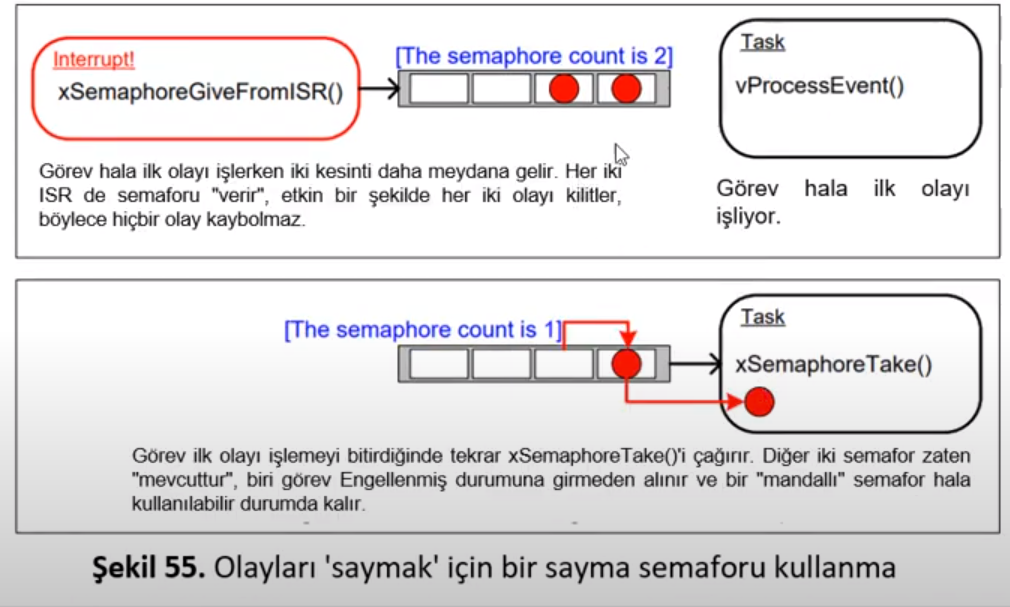 Interrupt!
xSemaphoreGiveFromISR()
[The semaphore count is 2]
Task
vProcessEvent()
Görev hala ilk olayı işlerken iki kesinti daha meydana gelir. Her iki
ISR de semaforu "verir", etkin bir şekilde her iki olayı kilitler,
böylece hiçbir olay kaybolmaz.
Görev hala ilk olayı
işliyor.
[The semaphore count is 1]
Task
xSemaphoreTake()
Görev ilk olayı işlemeyi bitirdiğinde tekrar xSemaphoreTake()'i çağırır. Diğer iki semafor zaten
"mevcuttur", biri görev Engellenmiş durumuna girmeden alınır ve bir "mandallı" semafor hala
kullanılabilir durumda kalır.
Şekil 55. Olayları 'saymak' için bir sayma semaforu kullanma